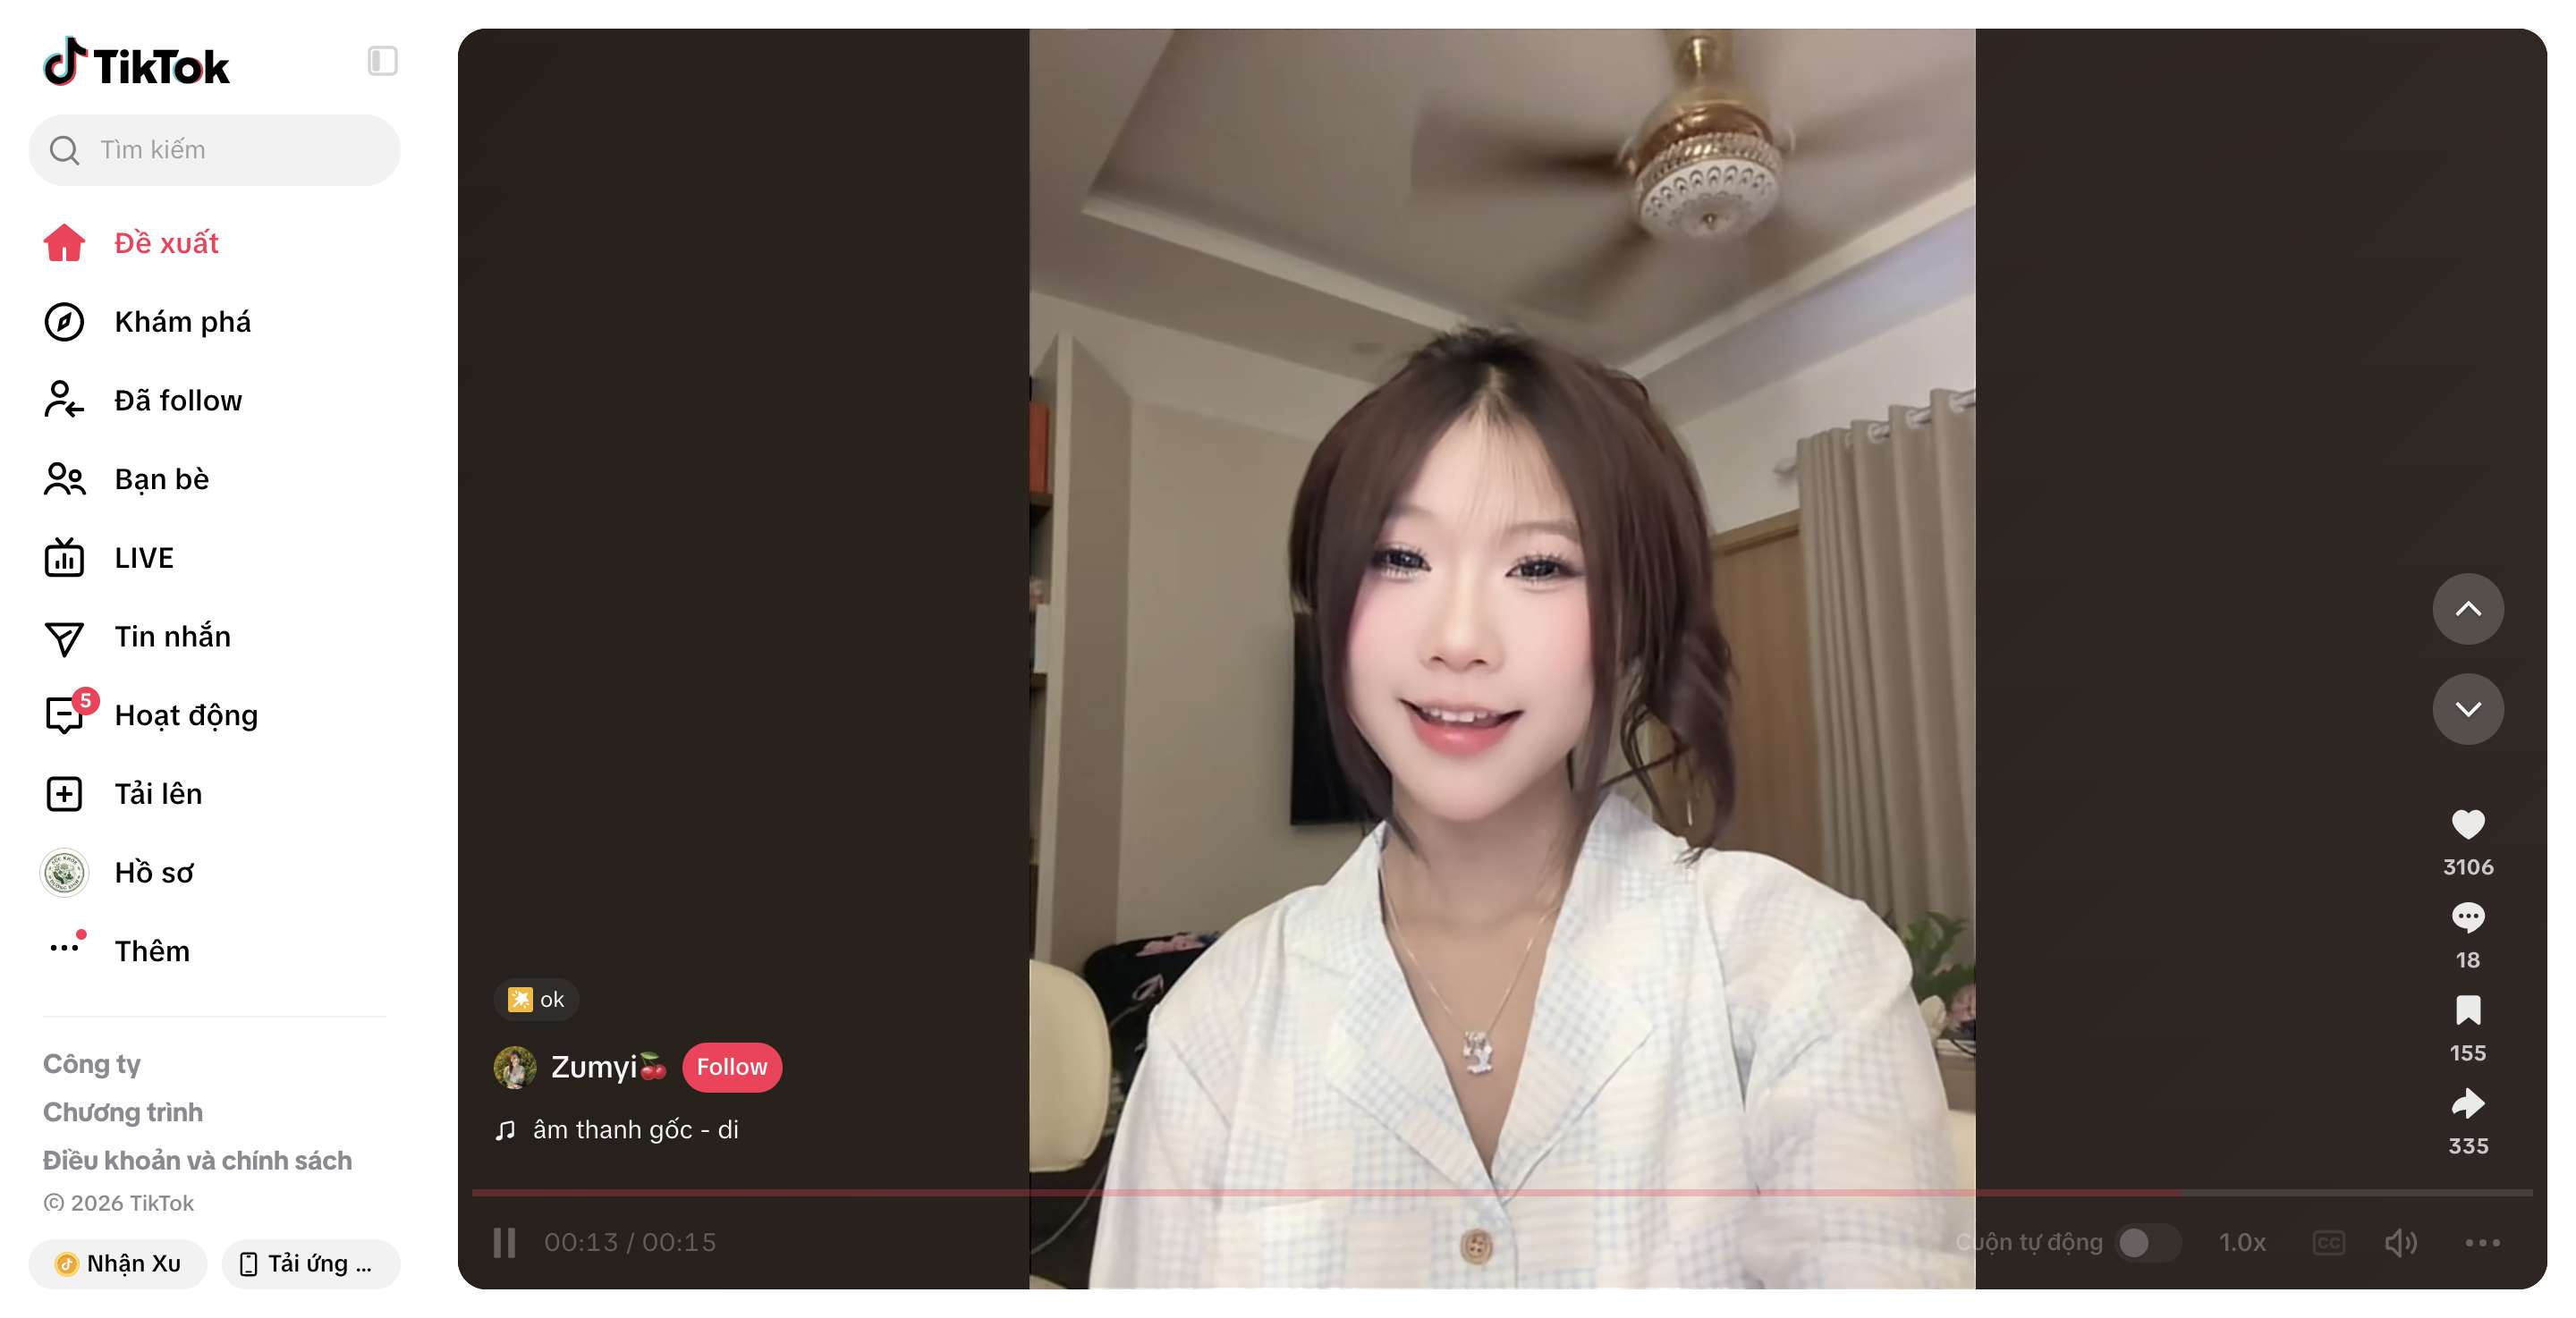 TikTok
Tìm kiếm
Đề xuất
Khám phá
Đã follow
Bạn bè
LIVE
Tin nhắn
5
Hoạt động
Tải lên
Hồ sơ
Thêm
Công ty
Chương trình
Điều khoản và chính sách
© 2026 TikTok
Nhận Xu
Tải ứng ...
ok
Zumyi🍒 Follow
âm thanh gốc - di
00:13 / 00:15
3106
18
155
335
Cuộn tự động
1.0x
CC